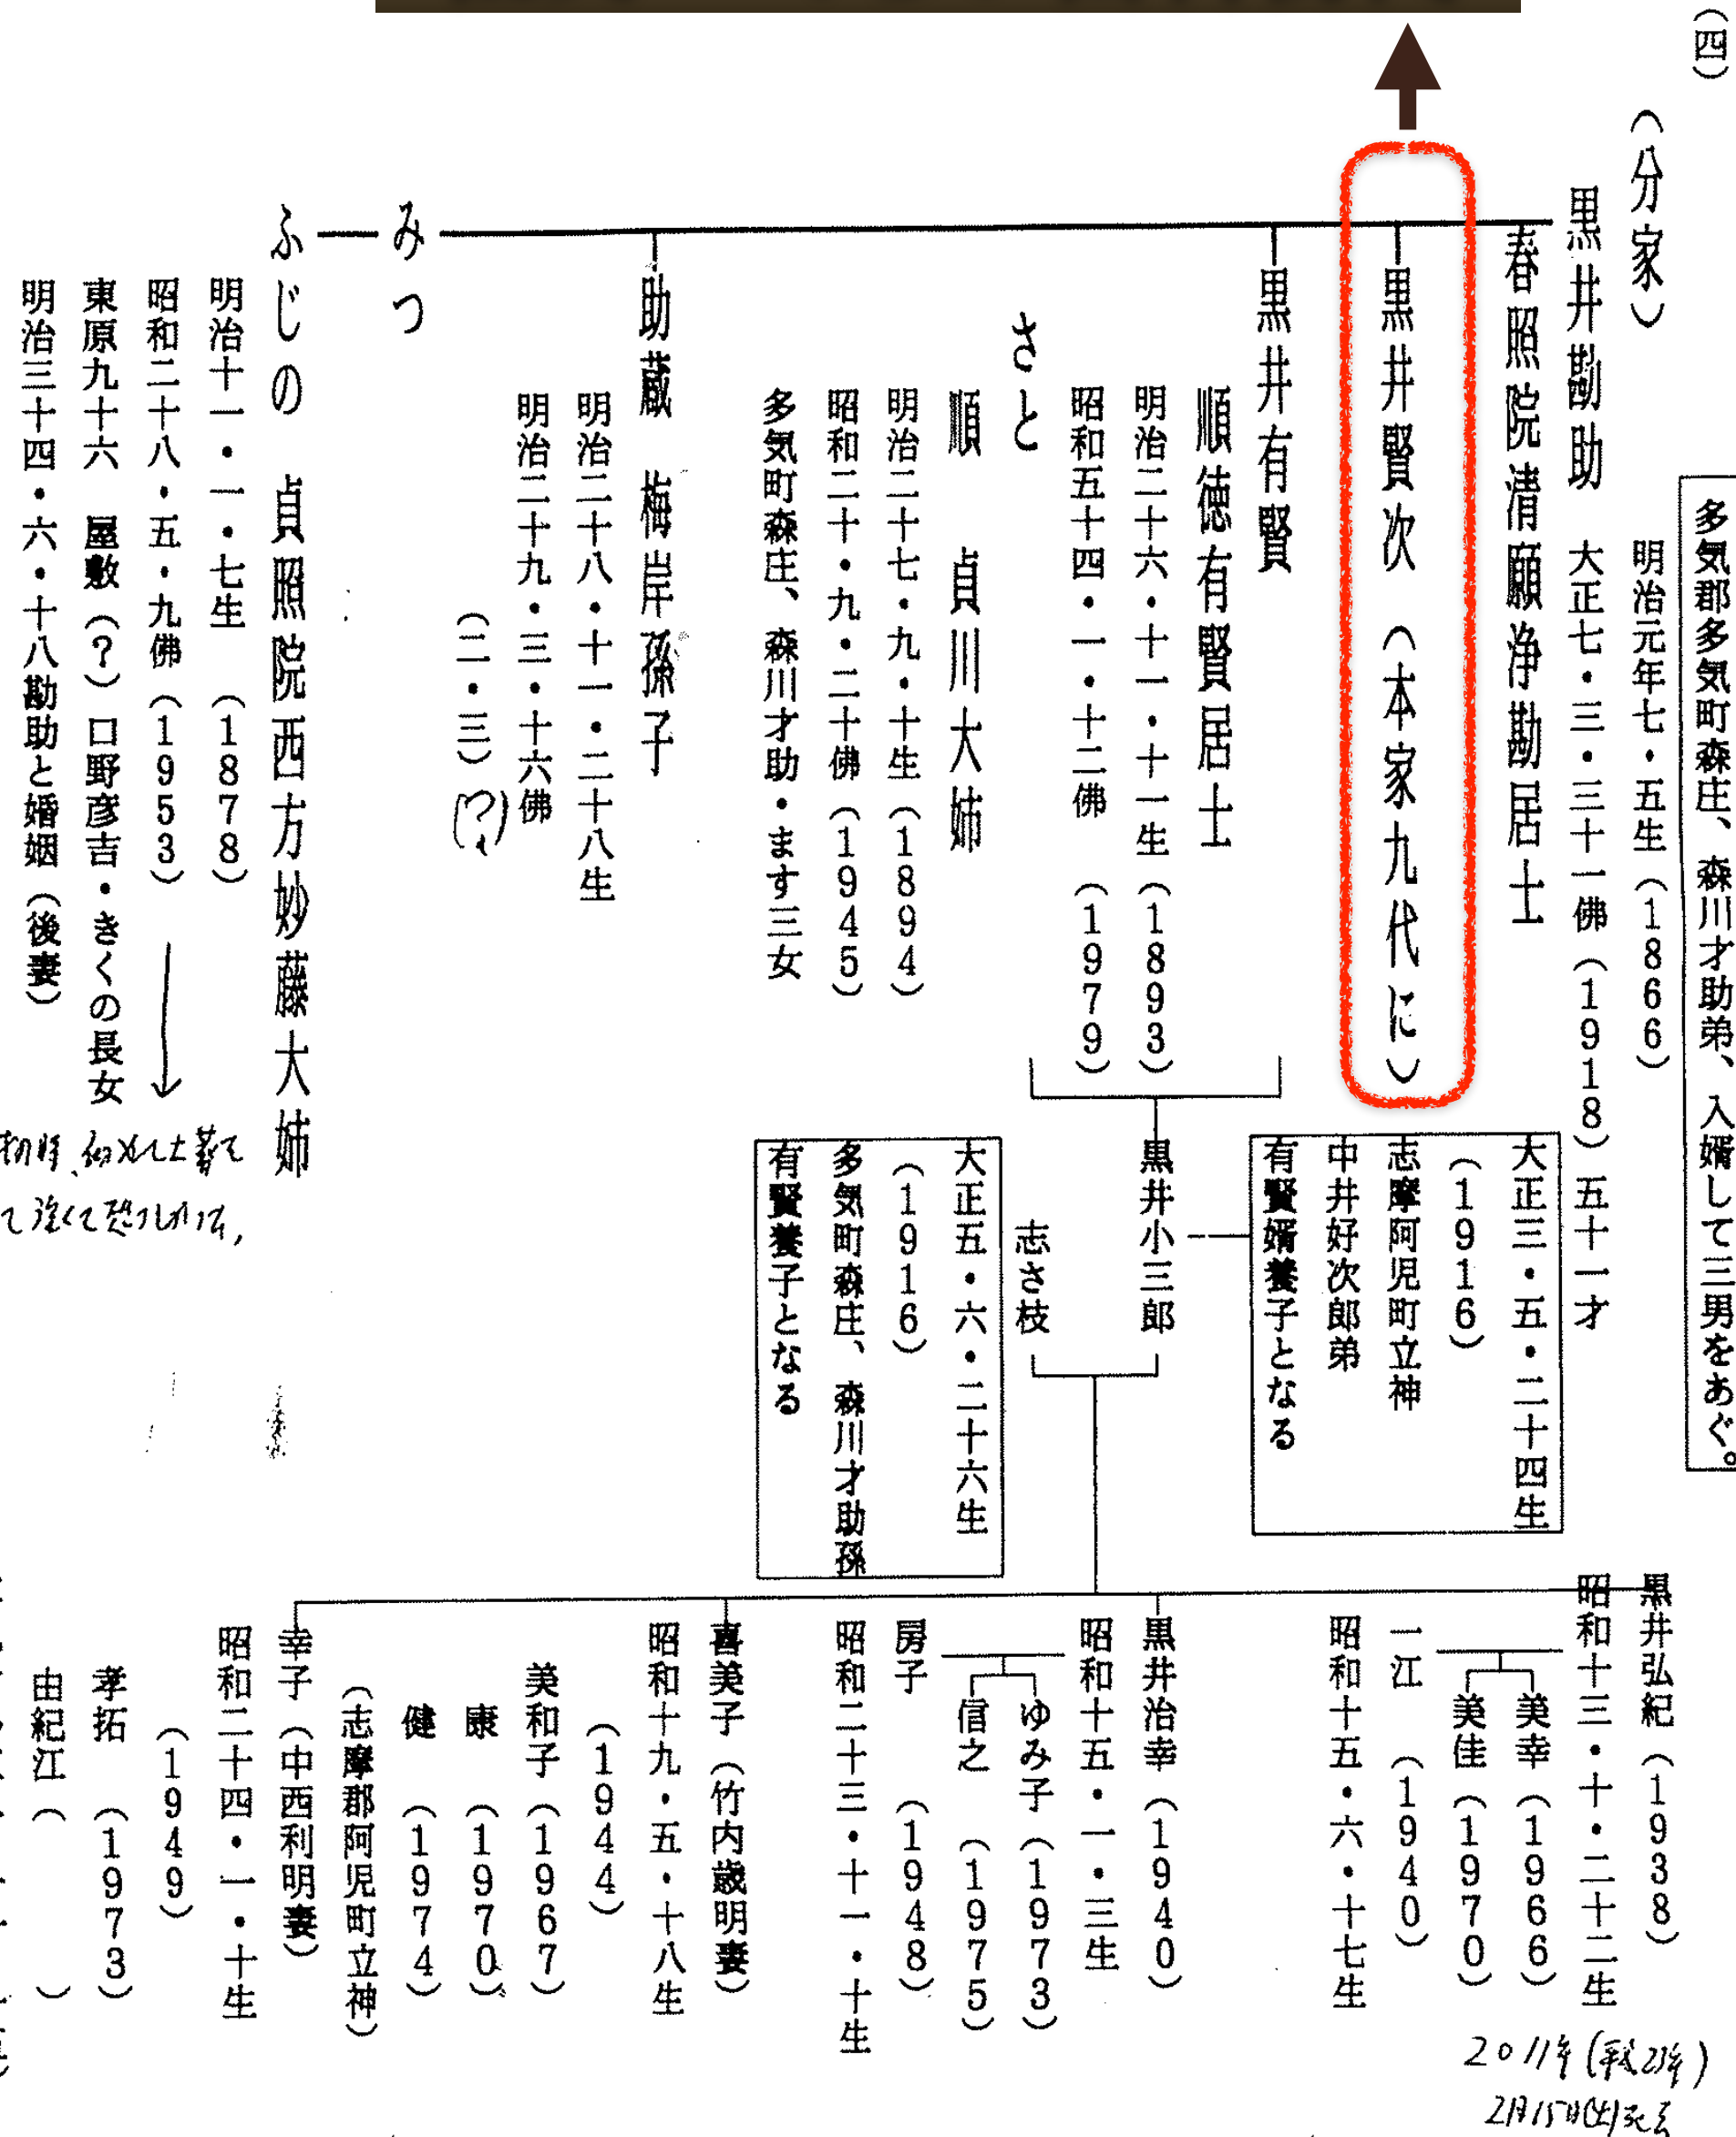 （四）
多気郡多気町森庄、森川才助弟、入婿して三男をあぐ。
（分家）
明治元年七・五生（1866）
黒井勘助
大正七・三・三十一佛（1918）五十一才
春照院清願浄勘居士
黒井賢次（本家九代に）
黒井有賢
順徳有賢居士
明治二十六・十一・十一生（1893）
昭和五十四・一・十二佛（1979）
さと
順貞川大姉
明治二十七・九・十生（1894）
昭和二十・九・二十佛（1945）
多気町森庄、森川才助・ます三女
助蔵 梅岸孫子
明治二十八・十一・二十八生
明治二十九・三・十六佛
（二・三）(?)
みつ
ふじの 貞照院西方妙藤大姉
明治十一・一・七生（1878）
昭和二十八・五・九佛（1953）
東原九十六 屋敷（？）口野彦吉・きくの長女
明治三十四・六・十八勘助と婚姻（後妻）
大正三・五・二十四生
（1916）
志摩阿児町立神
中井好次郎弟
有賢婿養子となる
黒井小三郎
志さ枝
大正五・六・二十六生
（1916）
多気町森庄、森川才助孫
有賢養子となる
黒井弘紀（1938）
昭和十三・十・二十二生
美幸（1966）
美佳（1970）
一江（1940）
昭和十五・六・十七生
黒井治幸（1940）
昭和十五・一・三生
ゆみ子（1973）
信之（1975）
房子（1948）
昭和二十三・十一・十生
喜美子（竹内歳明妻）
昭和十九・五・十八生
（1944）
美和子（1967）
康（1970）
健（1974）
（志摩郡阿児町立神）
幸子（中西利明妻）
昭和二十四・一・十生
（1949）
孝拓（1973）
由紀江（ ）
2011年(平成23年)
2月15日